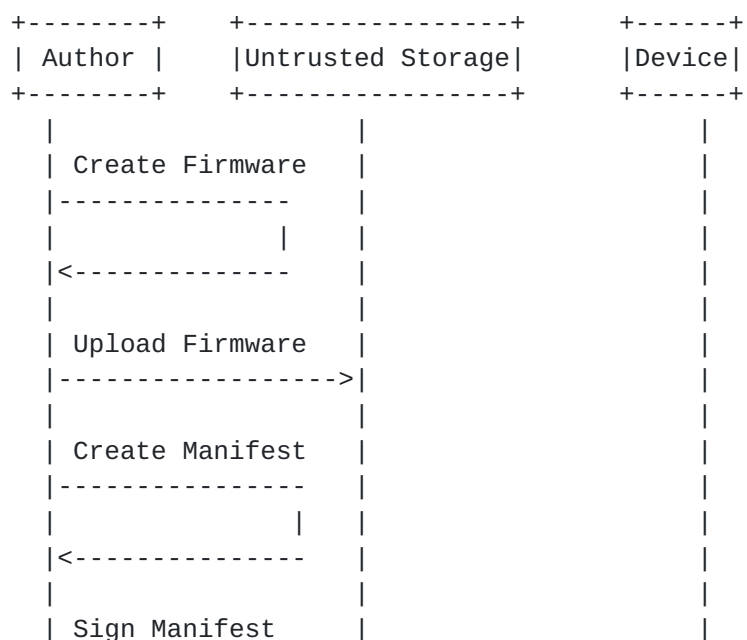 +--------+    +-----------------+      +------+
| Author |    |Untrusted Storage|      |Device|
+--------+    +-----------------+      +------+
  |                   |                     |
  | Create Firmware   |                     |
  |---------------    |                     |
  |              |    |                     |
  |<--------------    |                     |
  |                   |                     |
  | Upload Firmware   |                     |
  |------------------>|                     |
  |                   |                     |
  | Create Manifest   |                     |
  |----------------   |                     |
  |               |   |                     |
  |<---------------   |                     |
  |                   |                     |
  | Sign Manifest     |                     |